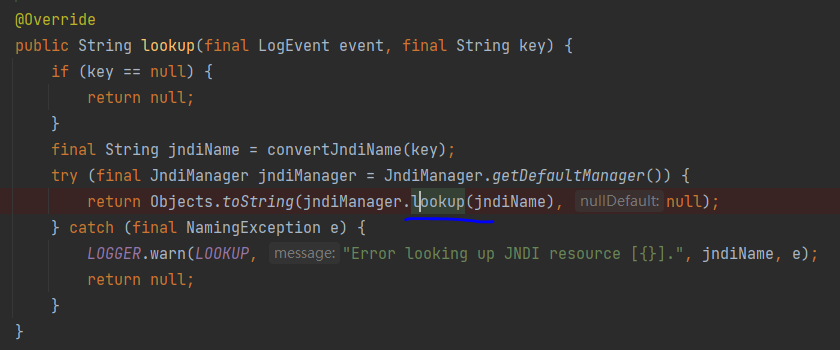 @Override
public String lookup(final LogEvent event, final String key) {
if (key == null) {
return null;
}
final String jndiName = convertJndiName(key);
try (final JndiManager jndiManager = JndiManager.getDefaultManager()) {
return Objects.toString(jndiManager.lookup(jndiName), nullDefault: null);
} catch (final NamingException e) {
LOGGER.warn(LOOKUP, message: "Error looking up JNDI resource [{}].", jndiName, e);
return null;
}
}